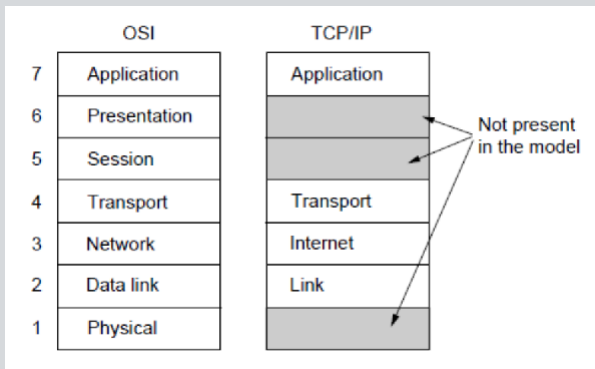 OSI TCP/IP
7 Application Application
6 Presentation
Not present
in the model
5 Session
4 Transport Transport
3 Network Internet
2 Data link Link
1 Physical